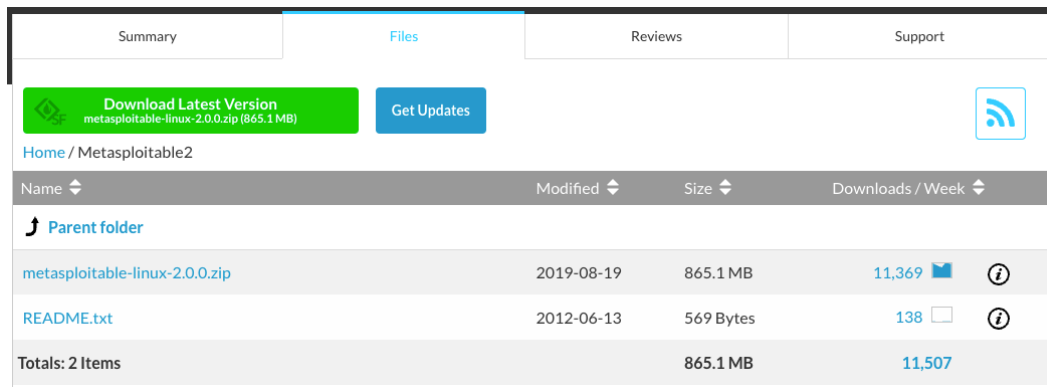 Summary Files Reviews Support
Download Latest Version
metasploitable-linux-2.0.0.zip (865.1 MB)
Get Updates
SF
Home / Metasploitable2
Name Modified Size Downloads / Week
Parent folder
metasploitable-linux-2.0.0.zip 2019-08-19 865.1 MB 11,369 i
README.txt 2012-06-13 569 Bytes 138 i
Totals: 2 Items 865.1 MB 11,507